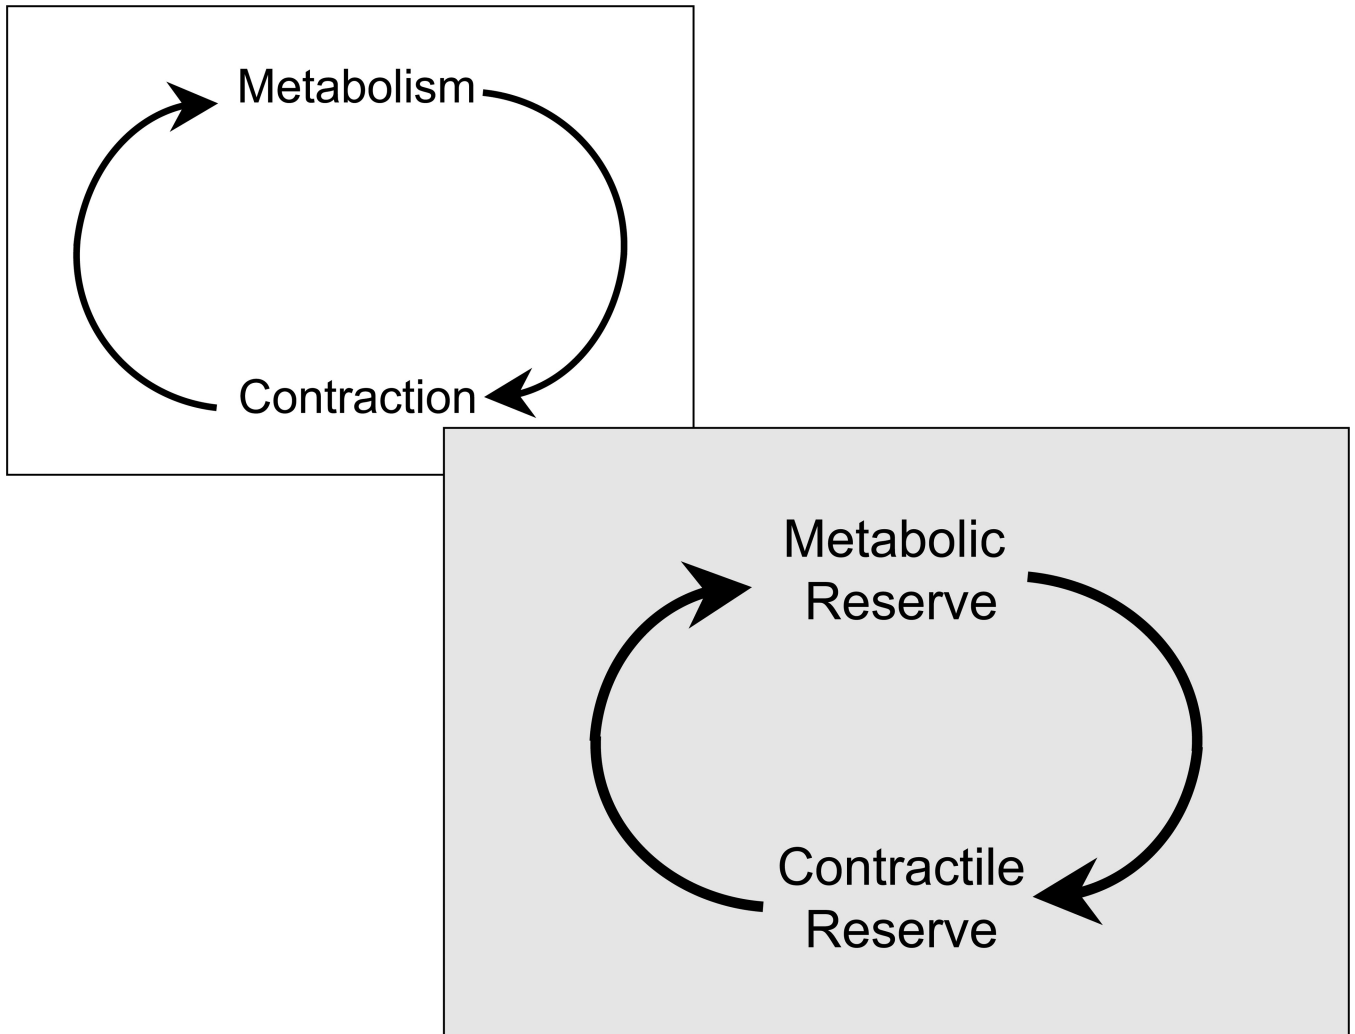 Metabolism
Contraction
Metabolic
Reserve
Contractile
Reserve